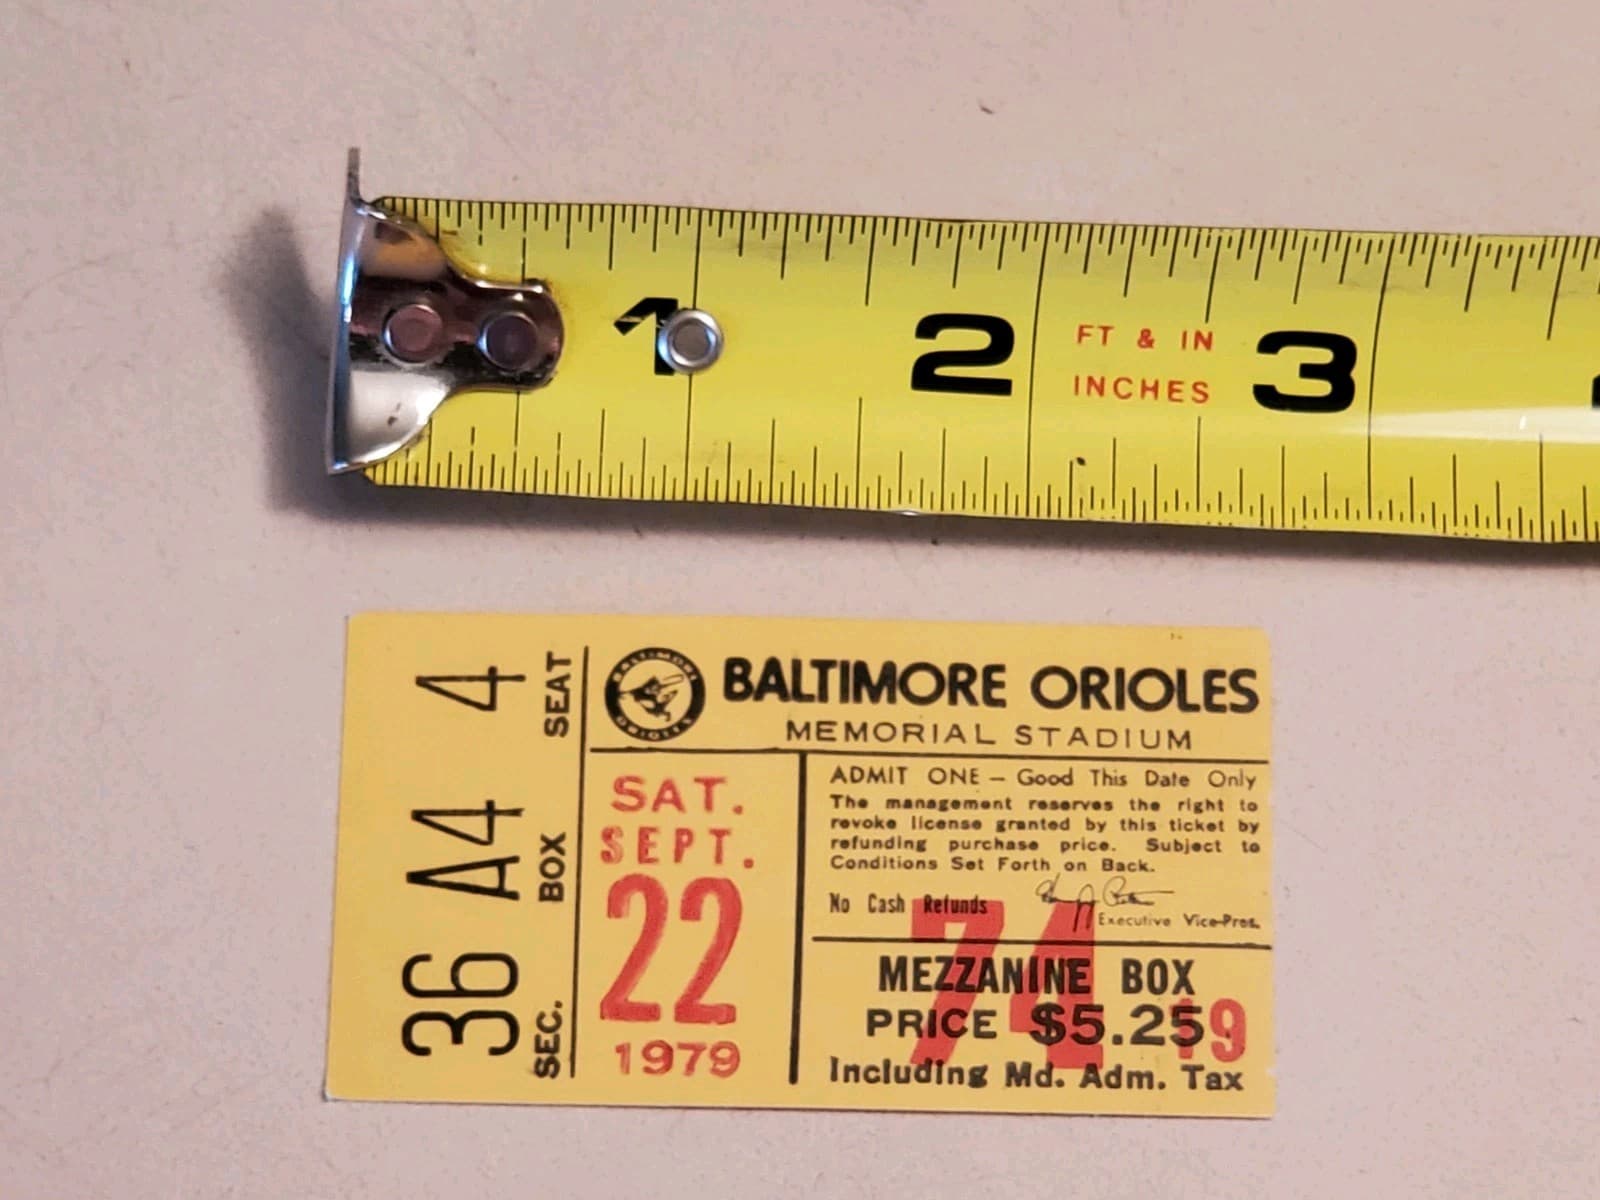 1 2 3
FT & IN
INCHES
36 A4 4
SEC. BOX SEAT
BALTIMORE
ORIOLES
BALTIMORE ORIOLES
MEMORIAL STADIUM
SAT.
SEPT.
22
1979
ADMIT ONE – Good This Date Only
The management reserves the right to
revoke license granted by this ticket by
refunding purchase price. Subject to
Conditions Set Forth on Back.
No Cash Refunds
Executive Vice-Pres.
74
MEZZANINE BOX
PRICE $5.25
19
Including Md. Adm. Tax